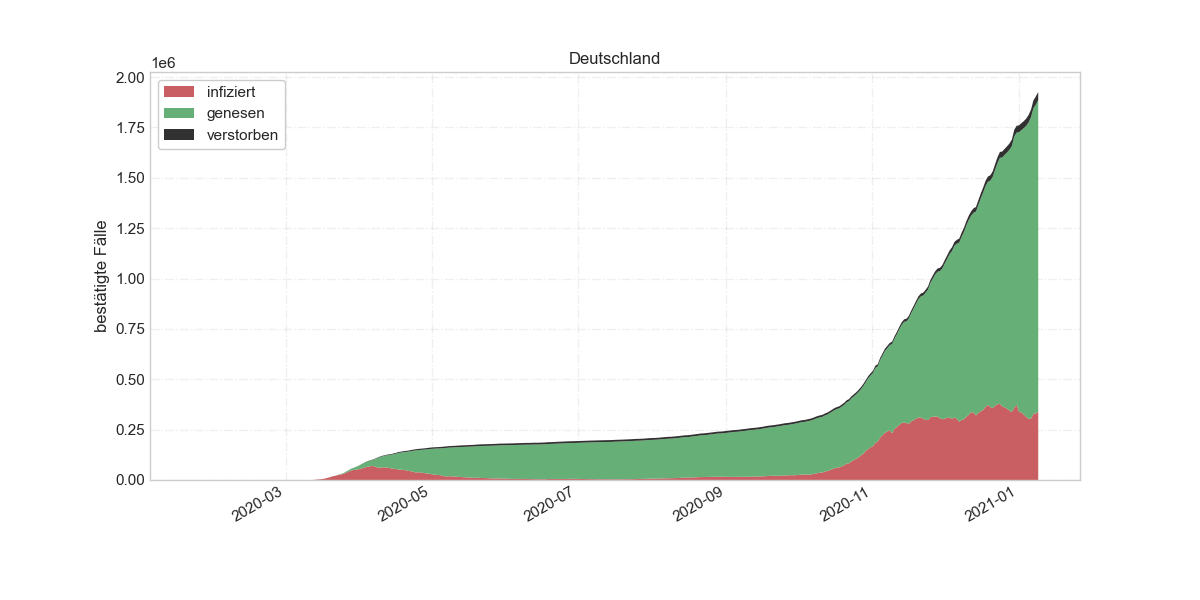 Deutschland
1e6
infiziert
genesen
verstorben
bestätigte Fälle
2.00
1.75
1.50
1.25
1.00
0.75
0.50
0.25
0.00
2020-03
2020-05
2020-07
2020-09
2020-11
2021-01